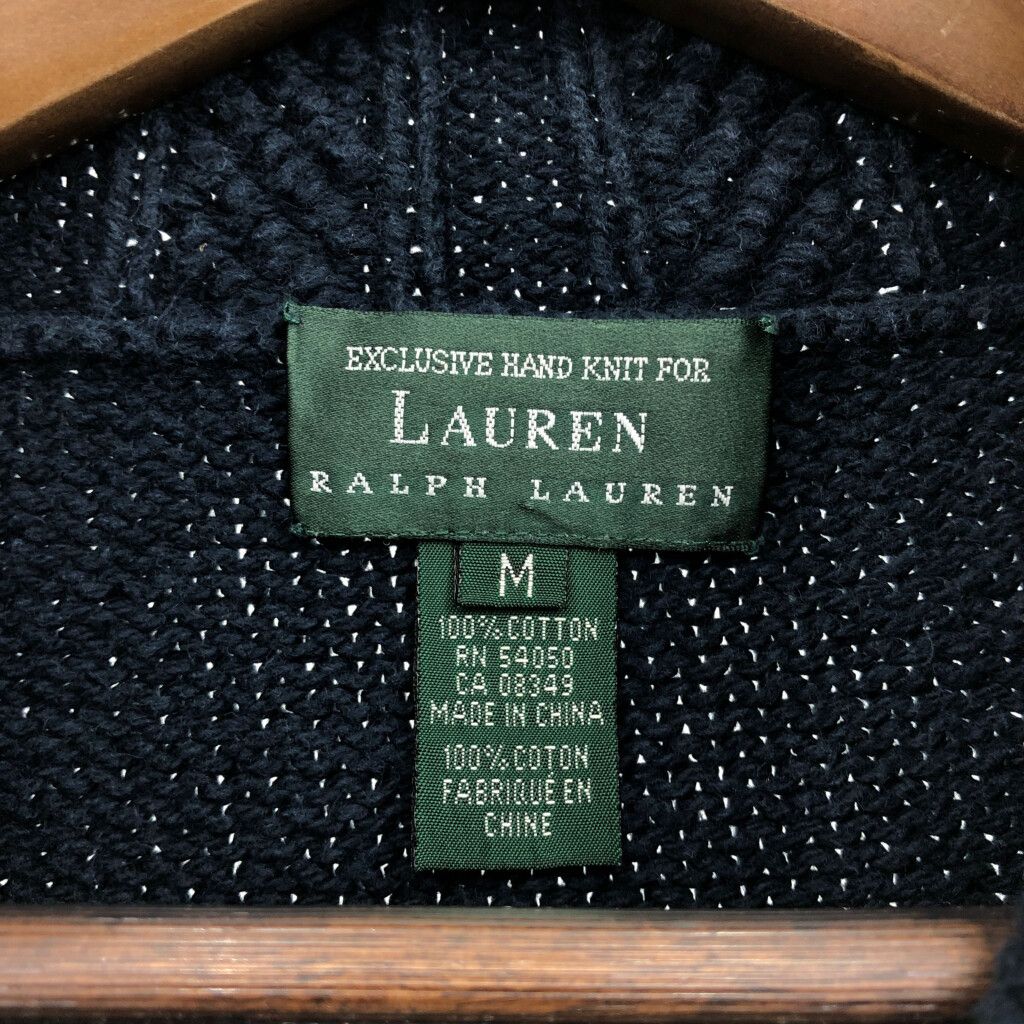 EXCLUSIVE HAND KNIT FOR
LAUREN
RALPH LAUREN
M
100% COTTON
RN 54050
CA 08349
MADE IN CHINA
100% COTON
FABRIQUÉ EN
CHINE